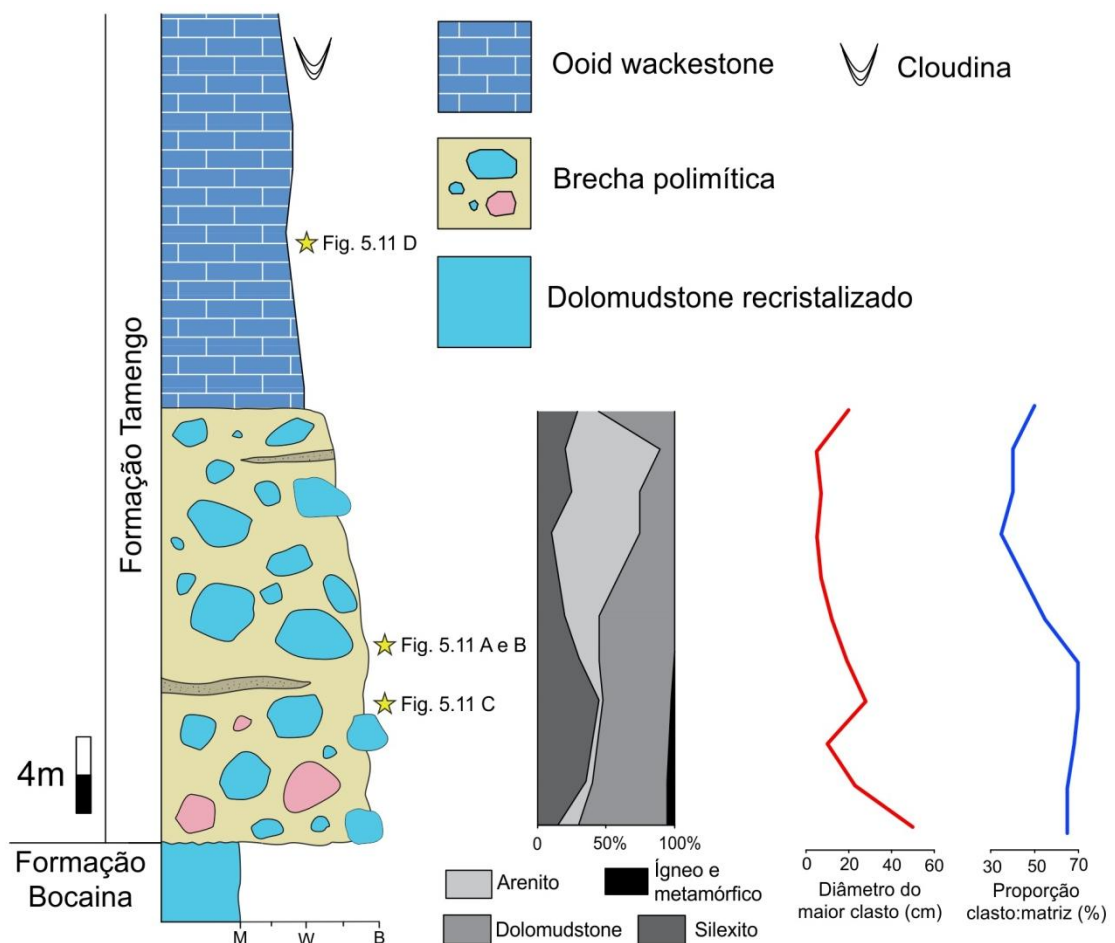 Formação Tamengo
Formação
Bocaina
4m
M W B
Fig. 5.11 D
Fig. 5.11 A e B
Fig. 5.11 C
Ooid wackestone
Cloudina
Brecha polimítica
Dolomudstone recristalizado
0 50% 100%
Arenito
Ígneo e
metamórfico
Dolomudstone
Silexito
0 20 40 60
Diâmetro do
maior clasto (cm)
30 50 70
Proporção
clasto:matriz (%)